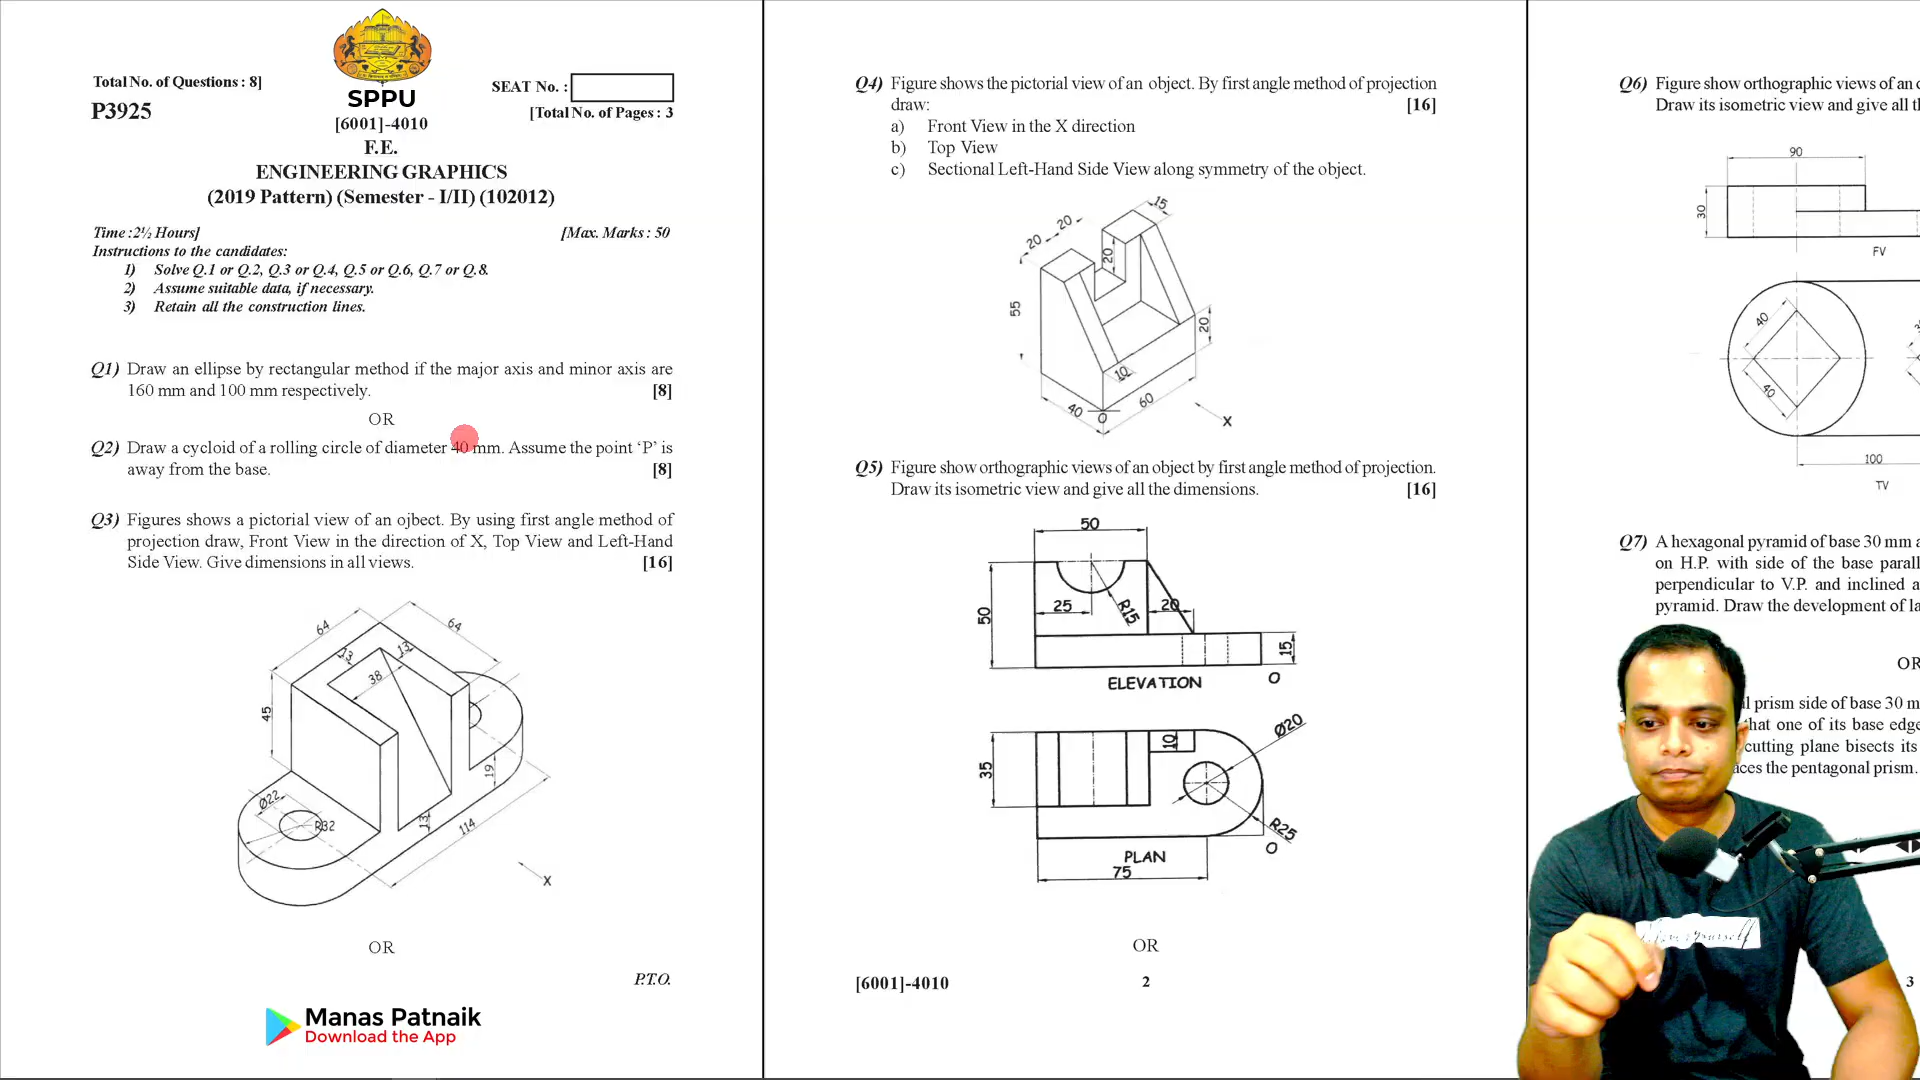 Total No. of Questions : 8]
SEAT No. :
SPPU
P3925
[Total No. of Pages : 3
[6001]-4010
F.E.
ENGINEERING GRAPHICS
(2019 Pattern) (Semester - I/II) (102012)
Time :2½ Hours]
[Max. Marks : 50
Instructions to the candidates:
1) Solve Q.1 or Q.2, Q.3 or Q.4, Q.5 or Q.6, Q.7 or Q.8.
2) Assume suitable data, if necessary.
3) Retain all the construction lines.
Q1) Draw an ellipse by rectangular method if the major axis and minor axis are
160 mm and 100 mm respectively. [8]
OR
Q2) Draw a cycloid of a rolling circle of diameter 40 mm. Assume the point ‘P’ is
away from the base. [8]
Q3) Figures shows a pictorial view of an ojbect. By using first angle method of
projection draw, Front View in the direction of X, Top View and Left-Hand
Side View. Give dimensions in all views. [16]
64
64
13
13
38
45
19
Ø22
R32
13
114
X
OR
P.T.O.
Manas Patnaik
Download the App
Q4) Figure shows the pictorial view of an object. By first angle method of projection
draw: [16]
a) Front View in the X direction
b) Top View
c) Sectional Left-Hand Side View along symmetry of the object.
15
20
20
20
55
20
10
40
O
60
X
Q5) Figure show orthographic views of an object by first angle method of projection.
Draw its isometric view and give all the dimensions. [16]
50
50
25
R15
20
15
ELEVATION
O
Ø20
10
35
R25
O
PLAN
75
OR
[6001]-4010
2
Q6) Figure show orthographic views of an
Draw its isometric view and give all
90
30
FV
40
40
100
TV
Q7) A hexagonal pyramid of base 30 mm
on H.P. with side of the base
perpendicular to V.P. and inclined
pyramid. Draw the development of
OR
prism side of base 30
that one of its base
cutting plane bisects its
the pentagonal prism.
3